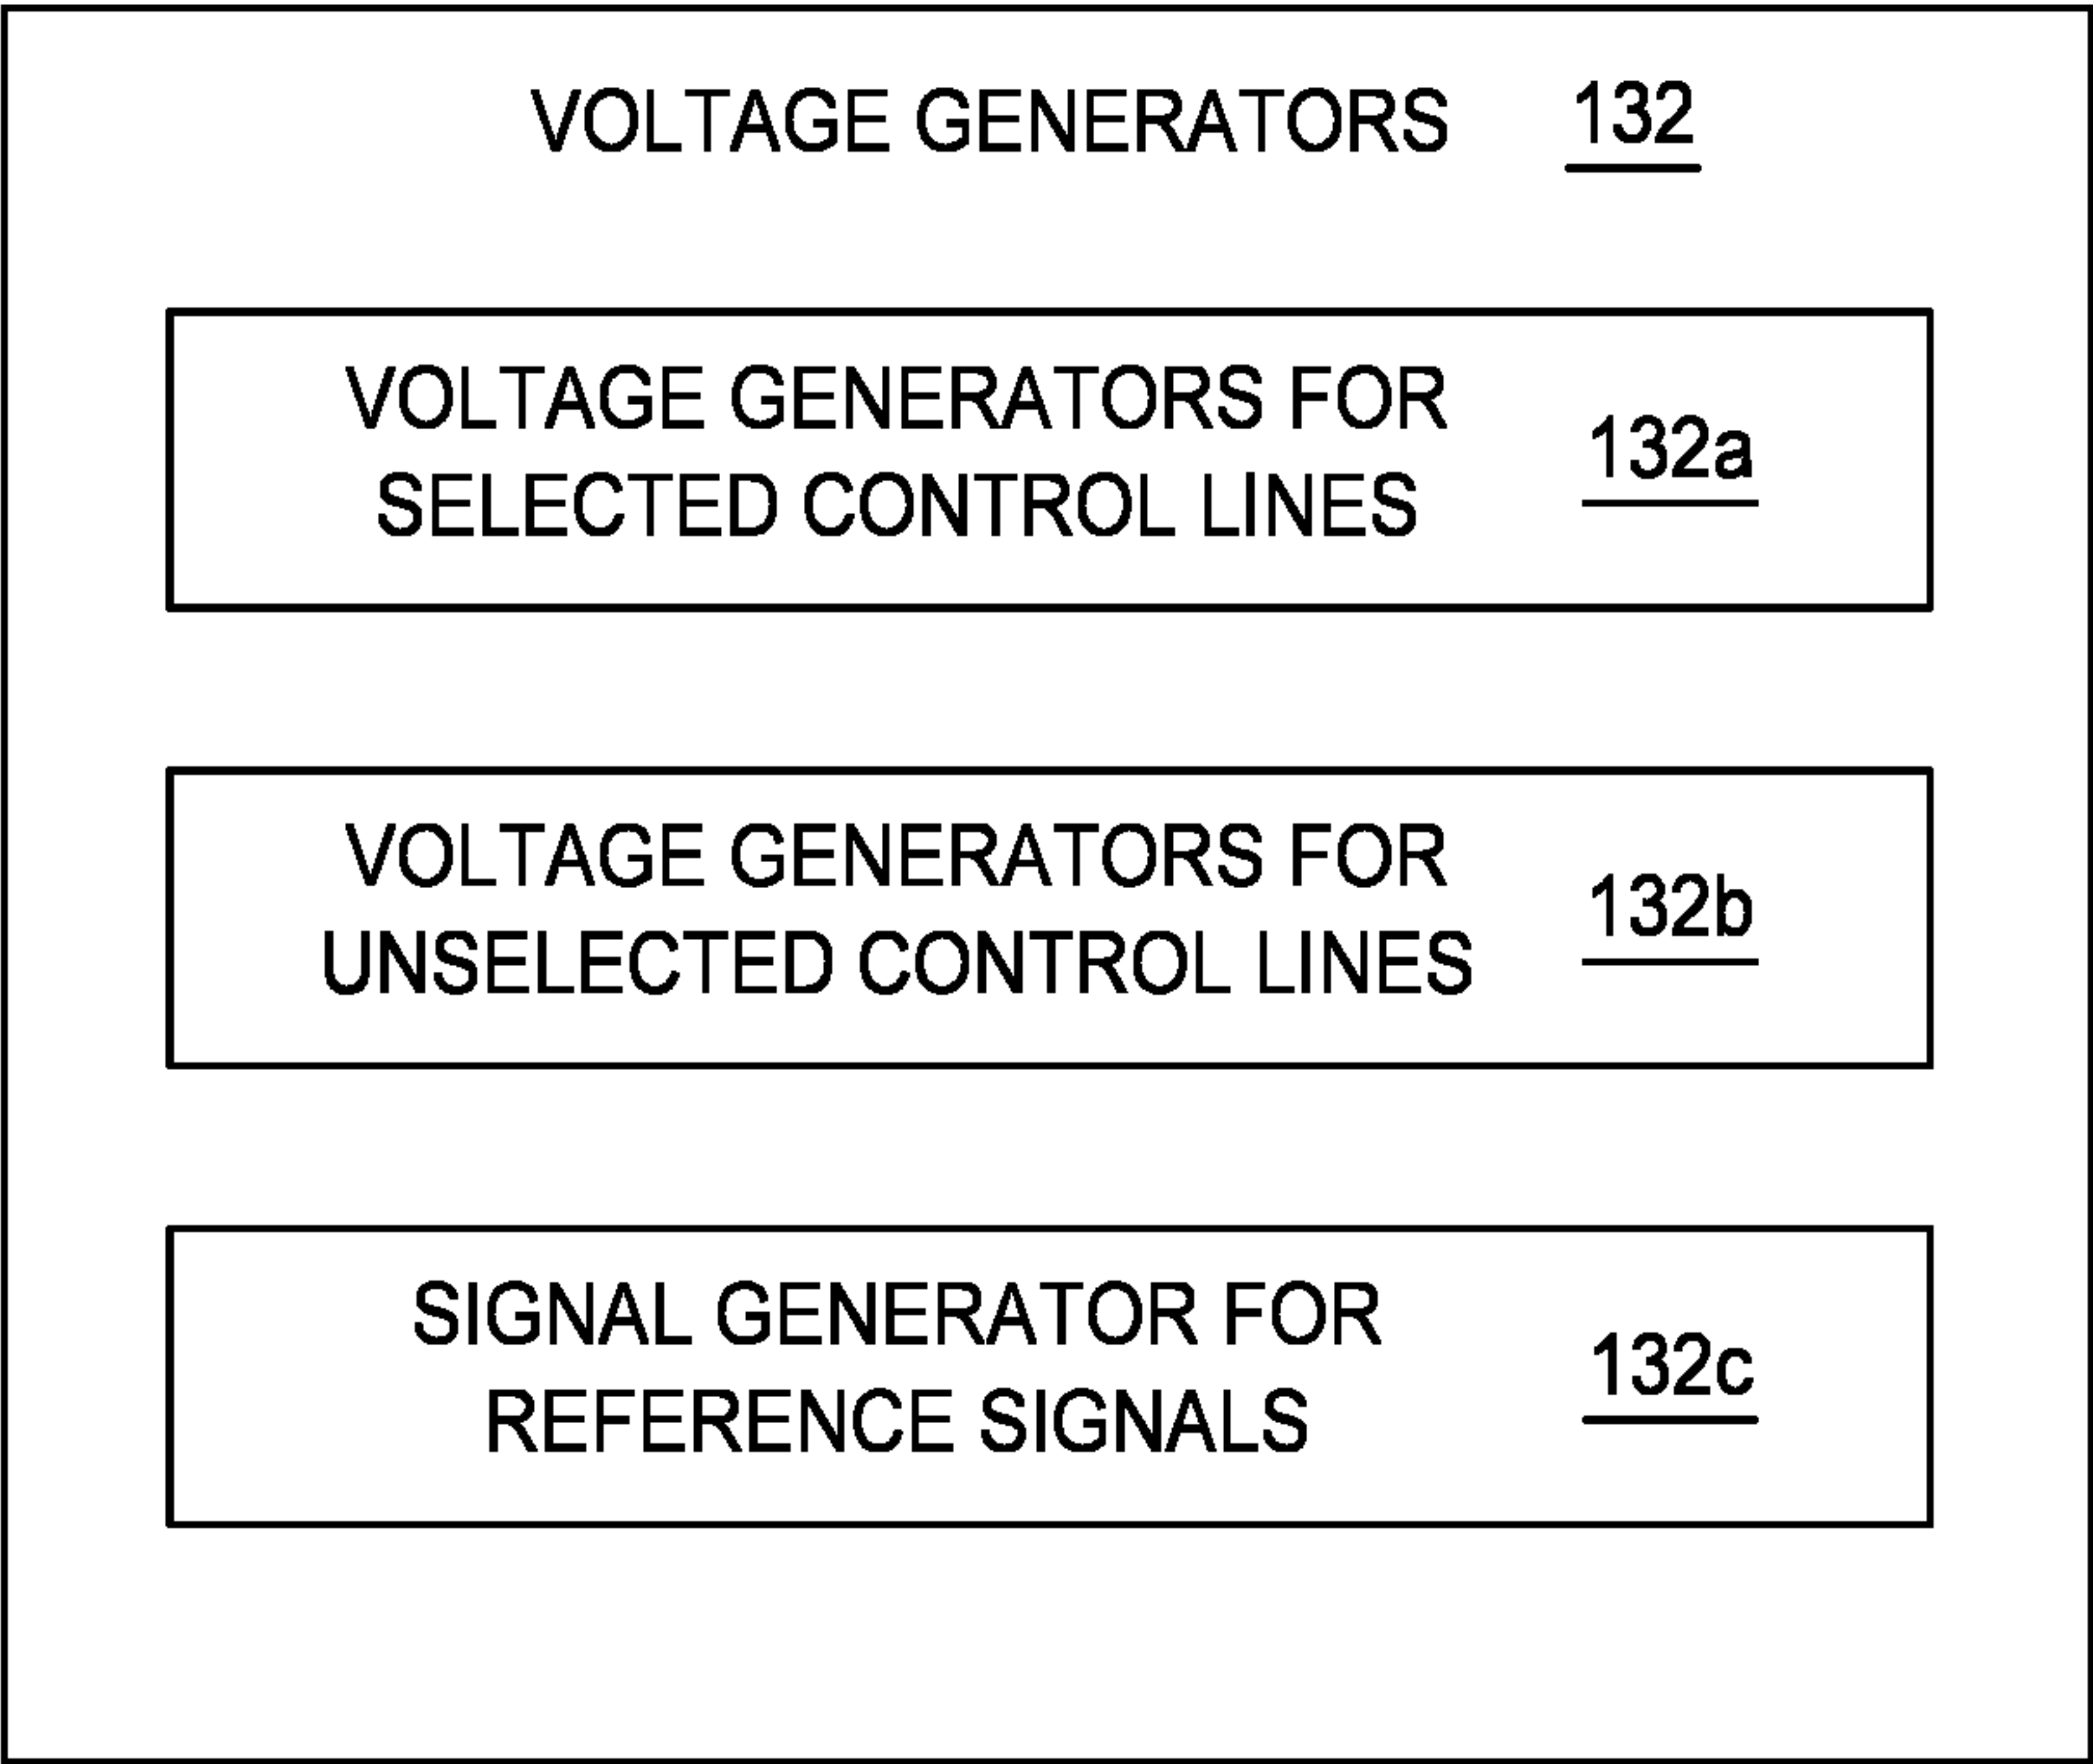 VOLTAGE GENERATORS 132
VOLTAGE GENERATORS FOR
SELECTED CONTROL LINES
132a
VOLTAGE GENERATORS FOR
UNSELECTED CONTROL LINES
132b
SIGNAL GENERATOR FOR
REFERENCE SIGNALS
132c